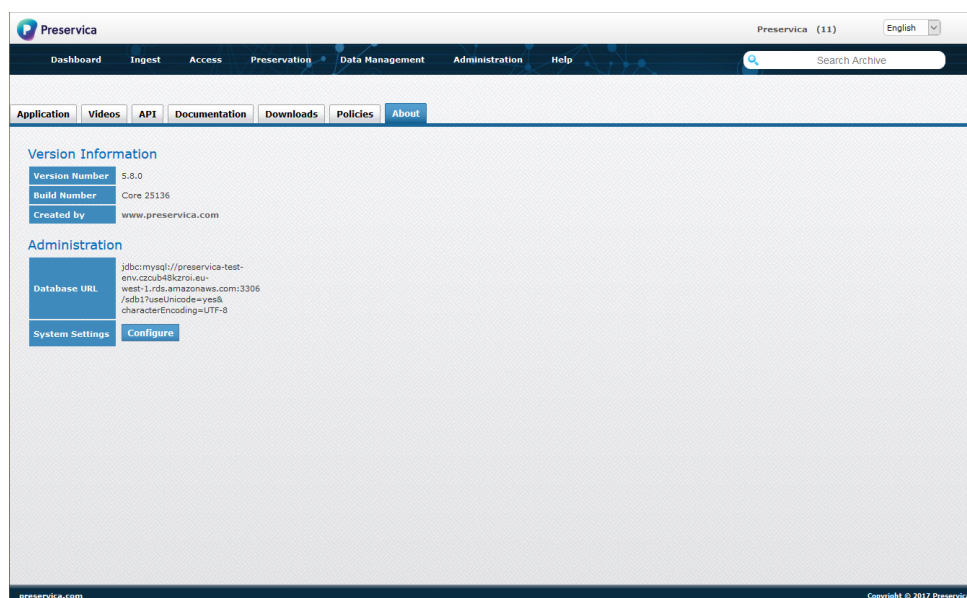 Preservica
Preservica (11)
English
Dashboard Ingest Access Preservation Data Management Administration Help
Search Archive
Application Videos API Documentation Downloads Policies About
Version Information
Version Number 5.8.0
Build Number Core 25136
Created by www.preservica.com
Administration
Database URL
jdbc:mysql://preservica-test-
env.czcub48kzroi.eu-
west-1.rds.amazonaws.com:3306
/sdb1?useUnicode=yes&
characterEncoding=UTF-8
System Settings Configure
preservica.com
Copyright © 2017 Preservica